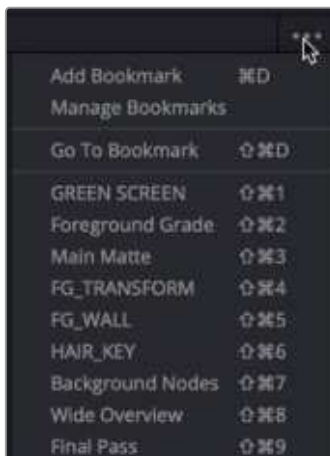 Add Bookmark ⌘D
Manage Bookmarks
Go To Bookmark ⇧⌘D
GREEN SCREEN ⇧⌘1
Foreground Grade ⇧⌘2
Main Matte ⇧⌘3
FG_TRANSFORM ⇧⌘4
FG_WALL ⇧⌘5
HAIR_KEY ⇧⌘6
Background Nodes ⇧⌘7
Wide Overview ⇧⌘8
Final Pass ⇧⌘9